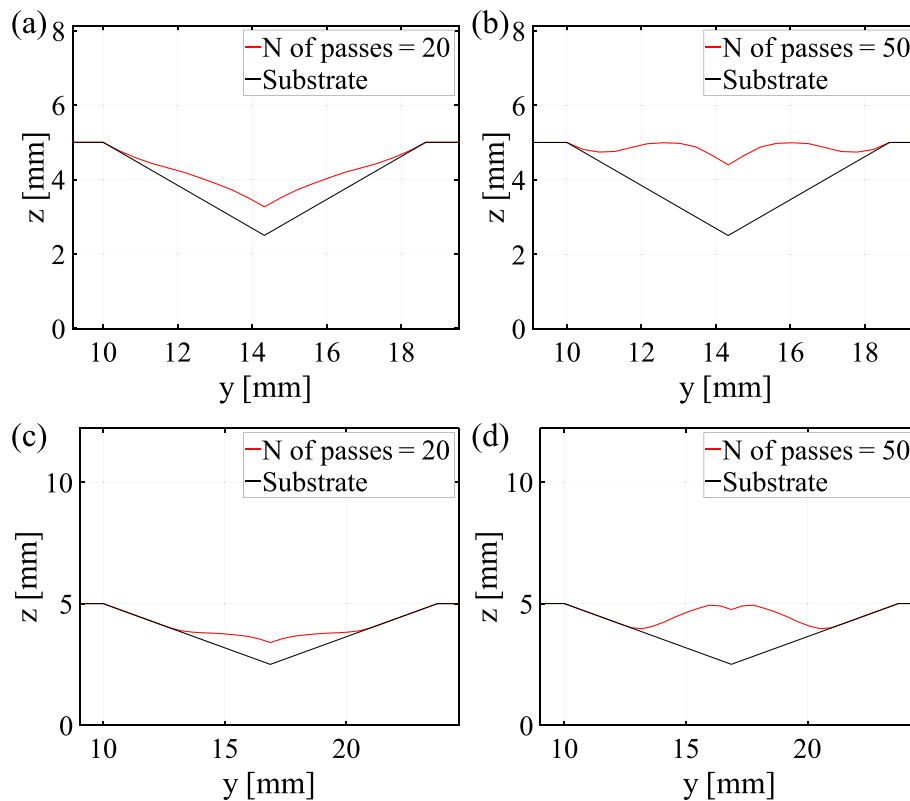 (a)
N of passes = 20
Substrate
8
6
4
2
0
z [mm]
10 12 14 16 18
y [mm]
(b)
N of passes = 50
Substrate
8
6
4
2
0
z [mm]
10 12 14 16 18
y [mm]
(c)
N of passes = 20
Substrate
10
5
0
z [mm]
10 15 20
y [mm]
(d)
N of passes = 50
Substrate
10
5
0
z [mm]
10 15 20
y [mm]